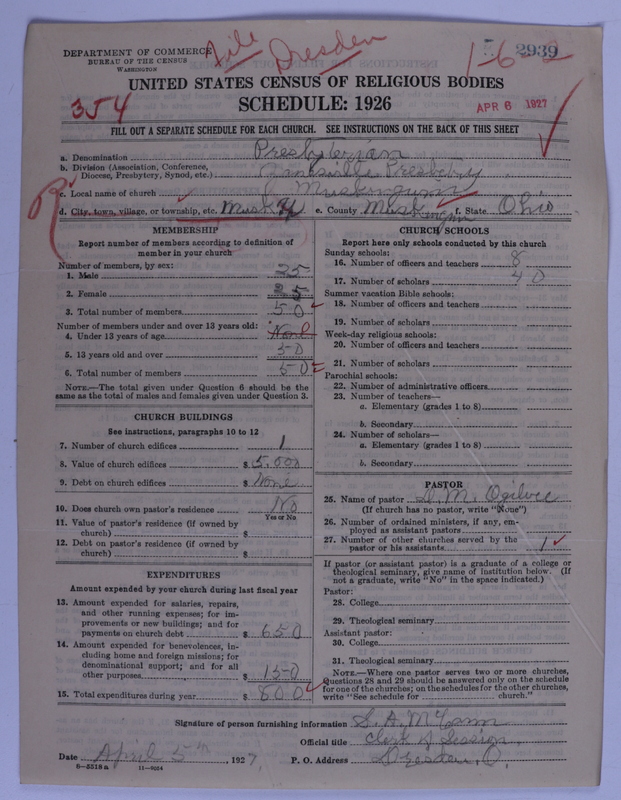 File Dresden
1-6-2
2939
DEPARTMENT OF COMMERCE
BUREAU OF THE CENSUS
WASHINGTON
UNITED STATES CENSUS OF RELIGIOUS BODIES
354
SCHEDULE: 1926
APR 6 1927
FILL OUT A SEPARATE SCHEDULE FOR EACH CHURCH. SEE INSTRUCTIONS ON THE BACK OF THIS SHEET
a. Denomination Presbyterian
b. Division (Association, Conference, Diocese, Presbytery, Synod, etc.) Zanesville Presbytery
c. Local name of church Muskingum
d. City, town, village, or township, etc. e. County Muskingum f. State Ohio
MEMBERSHIP
Report number of members according to definition of
member in your church
Number of members, by sex:
1. Male 25
2. Female 25
3. Total number of members 50
Number of members under and over 13 years old:
4. Under 13 years of age None
5. 13 years old and over 50
6. Total number of members 50
NOTE.—The total given under Question 6 should be the
same as the total of males and females given under Question 3.
CHURCH BUILDINGS
See instructions, paragraphs 10 to 12
7. Number of church edifices 1
8. Value of church edifices $ 5,000
9. Debt on church edifices $ None
10. Does church own pastor's residence No
Yes or No
11. Value of pastor's residence (if owned by
church) $
12. Debt on pastor's residence (if owned by
church) $
EXPENDITURES
Amount expended by your church during last fiscal year
13. Amount expended for salaries, repairs,
and other running expenses; for im-
provements or new buildings; and for
payments on church debt $ 650
14. Amount expended for benevolences, in-
cluding home and foreign missions; for
denominational support; and for all
other purposes $ 150
15. Total expenditures during year $ 800
CHURCH SCHOOLS
Report here only schools conducted by this church
Sunday schools:
16. Number of officers and teachers 8
17. Number of scholars 40
Summer vacation Bible schools:
18. Number of officers and teachers
19. Number of scholars
Week-day religious schools:
20. Number of officers and teachers
21. Number of scholars
Parochial schools:
22. Number of administrative officers
23. Number of teachers—
a. Elementary (grades 1 to 8)
b. Secondary
24. Number of scholars—
a. Elementary (grades 1 to 8)
b. Secondary
PASTOR
25. Name of pastor D. M. Ogilvee
(If church has no pastor, write "None")
26. Number of ordained ministers, if any, em-
ployed as assistant pastors
27. Number of other churches served by the
pastor or his assistants 1
If pastor (or assistant pastor) is a graduate of a college or
theological seminary, give name of institution below. (If
not a graduate, write "No" in the space indicated.)
Pastor:
28. College
29. Theological seminary
Assistant pastor:
30. College
31. Theological seminary
NOTE.—Where one pastor serves two or more churches,
Questions 28 and 29 should be answered only on the schedule
for one of the churches; on the schedules for the other churches,
write "See schedule for church."
Signature of person furnishing information S. A. McCann
Official title Clerk of Session
Date April 5th, 1927 P. O. Address Dresden, O.
6-5518a 11-9054